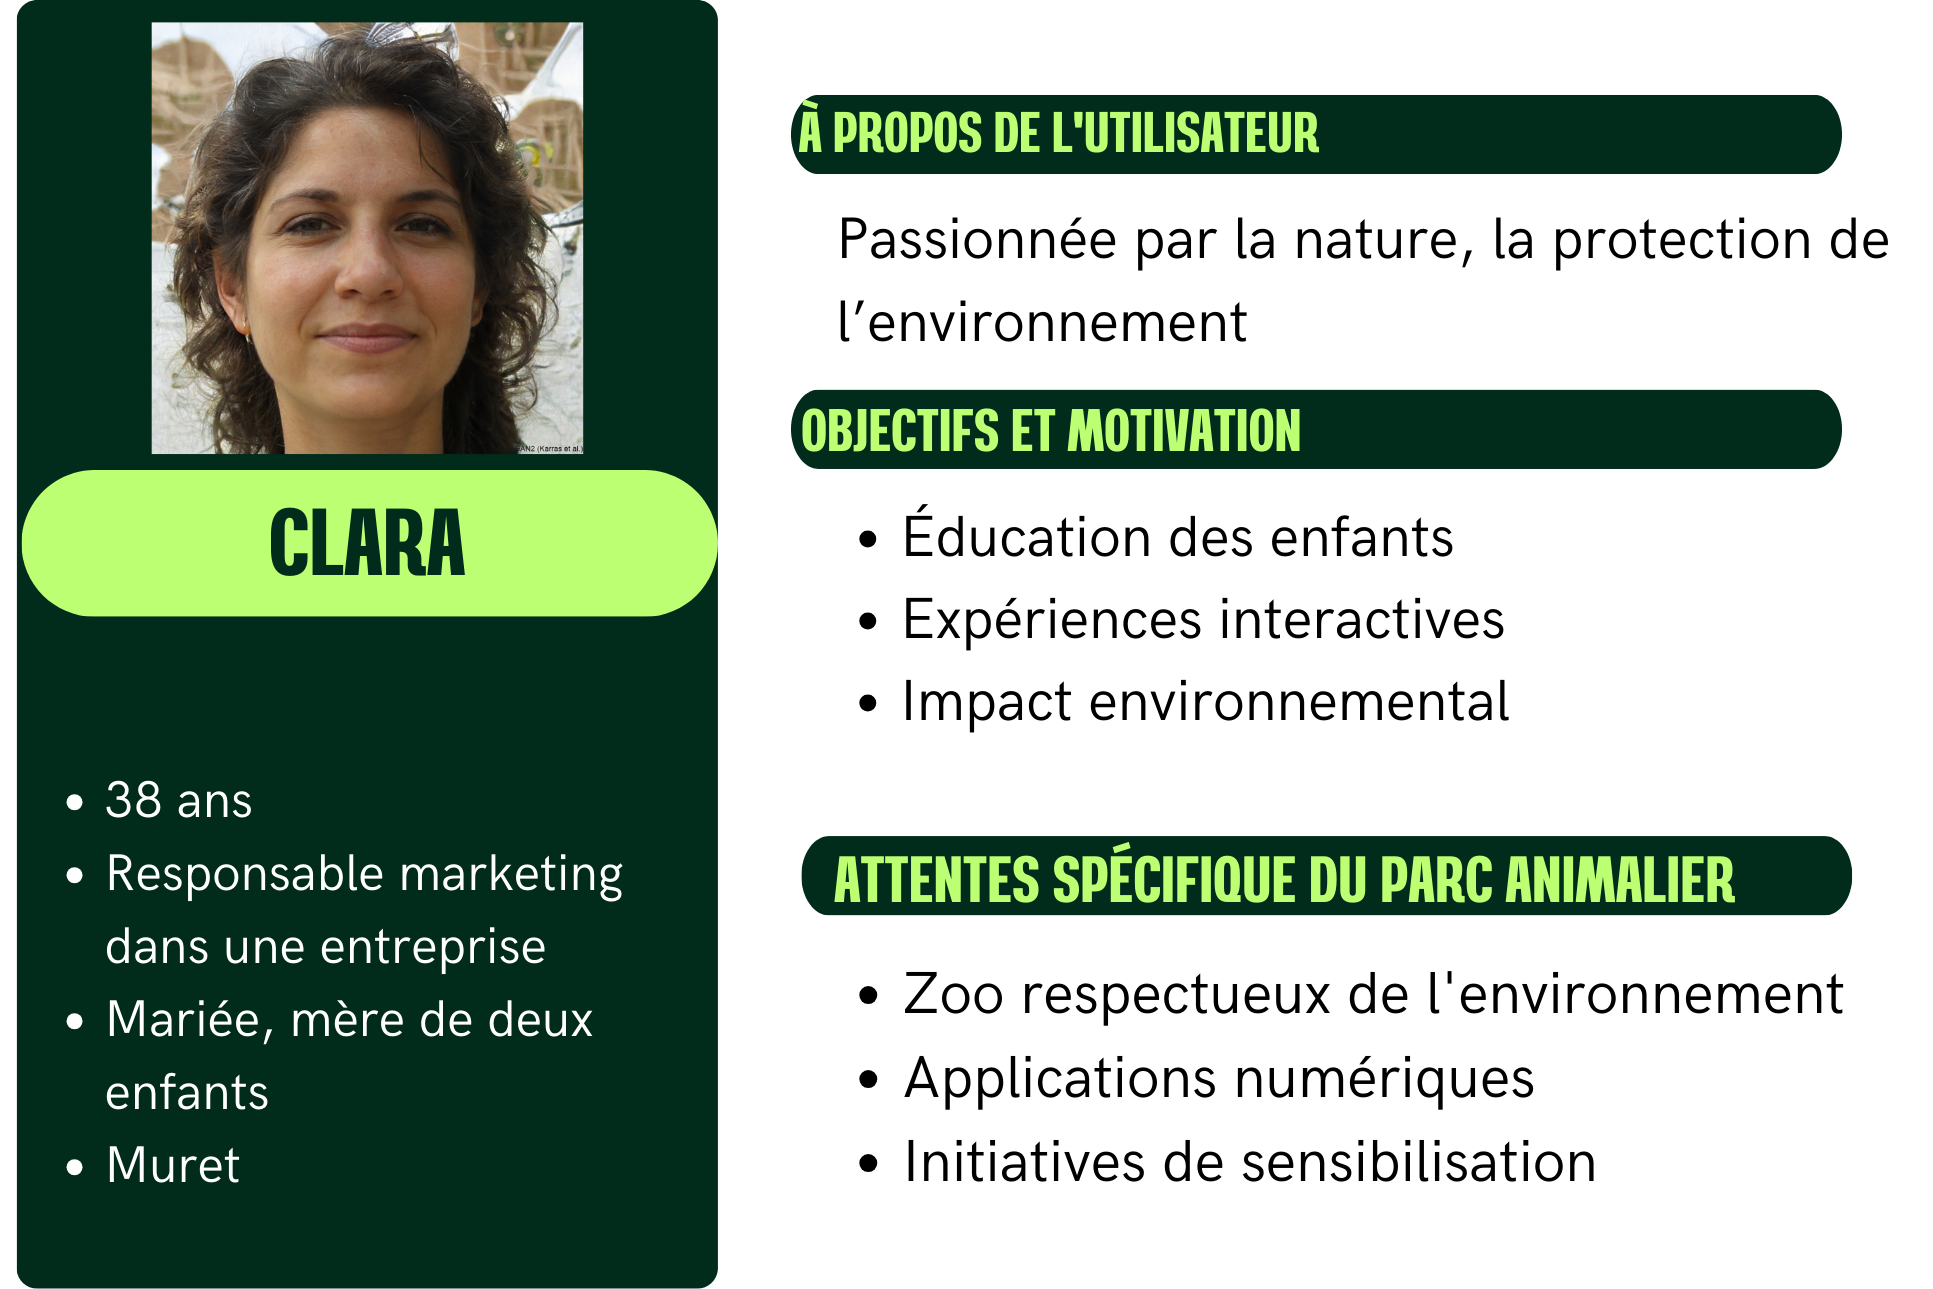 AN2 (Karras et al.)
CLARA
• 38 ans
• Responsable marketing
dans une entreprise
• Mariée, mère de deux
enfants
• Muret
À PROPOS DE L'UTILISATEUR
Passionnée par la nature, la protection de
l’environnement
OBJECTIFS ET MOTIVATION
• Éducation des enfants
• Expériences interactives
• Impact environnemental
ATTENTES SPÉCIFIQUE DU PARC ANIMALIER
• Zoo respectueux de l'environnement
• Applications numériques
• Initiatives de sensibilisation